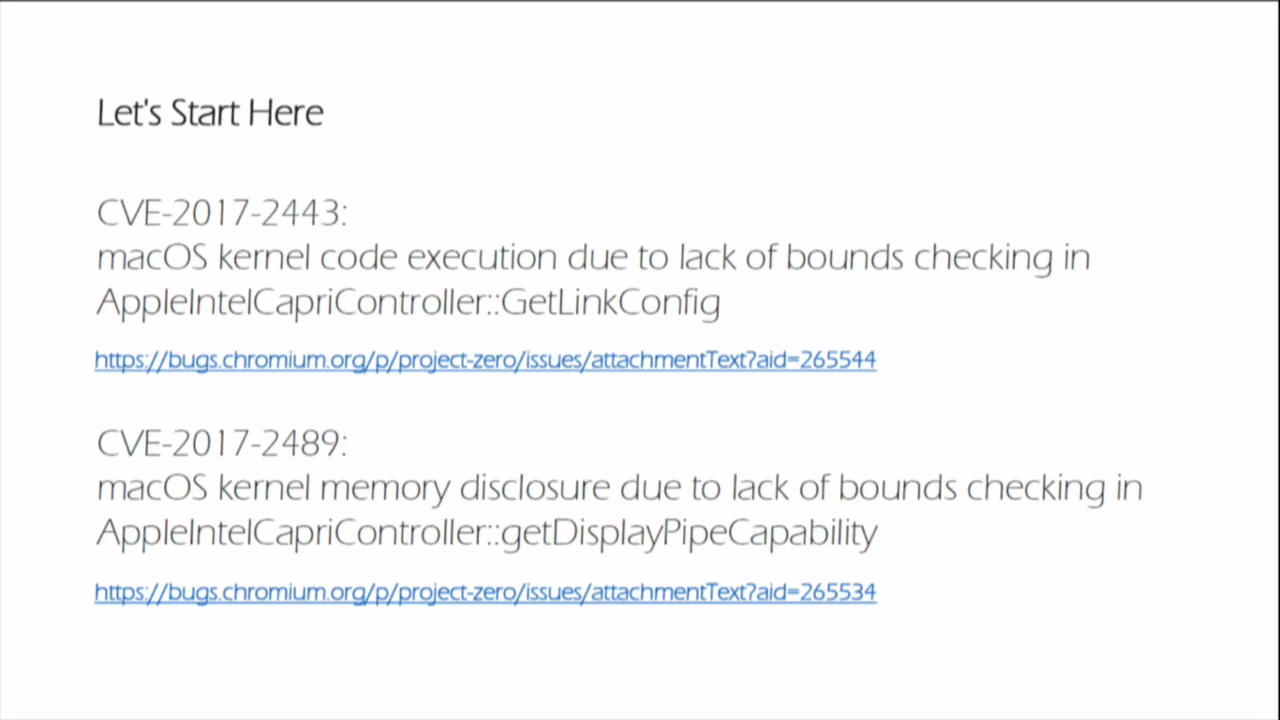 Let's Start Here
CVE-2017-2443:
macOS kernel code execution due to lack of bounds checking in
AppleIntelCapriController::GetLinkConfig
https://bugs.chromium.org/p/project-zero/issues/attachmentText?aid=265544
CVE-2017-2489:
macOS kernel memory disclosure due to lack of bounds checking in
AppleIntelCapriController::getDisplayPipeCapability
https://bugs.chromium.org/p/project-zero/issues/attachmentText?aid=265534